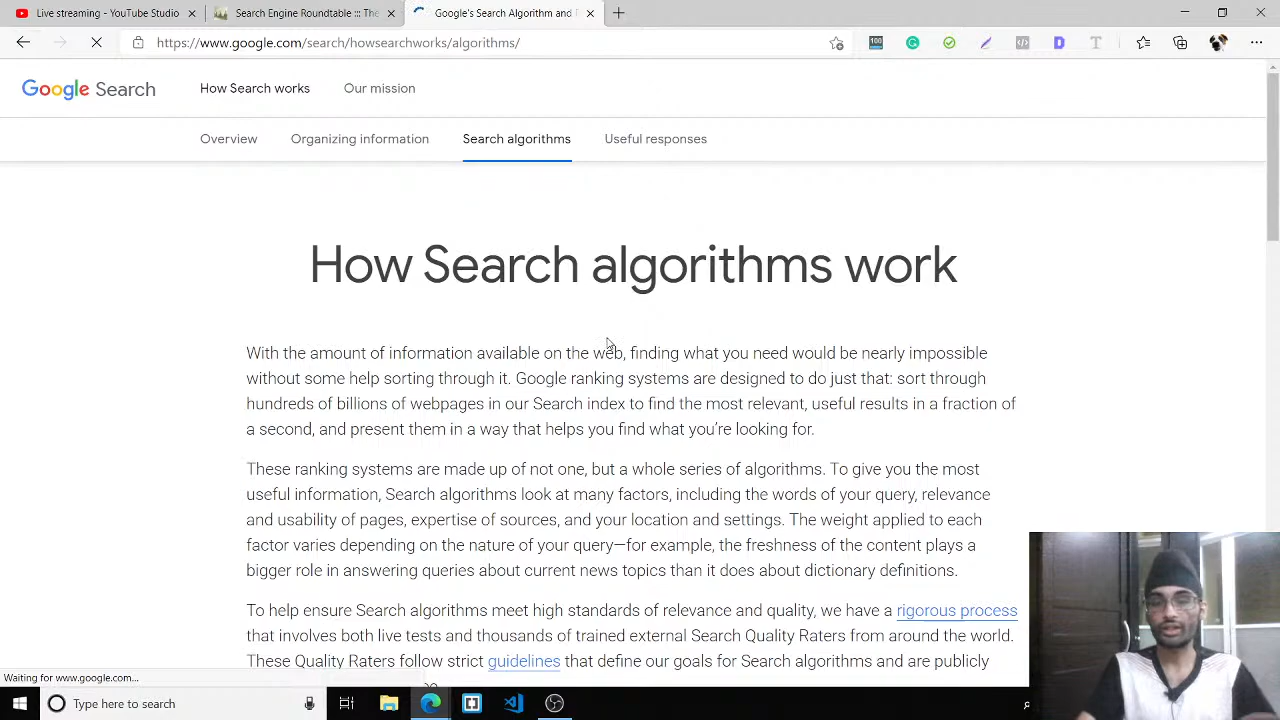 Live streaming - YouTube Studio
Search Engine Roundtable ::: The
Google's Search Algorithm and
https://www.google.com/search/howsearchworks/algorithms/
100
D
T
Google Search
How Search works
Our mission
Overview
Organizing information
Search algorithms
Useful responses
How Search algorithms work
With the amount of information available on the web, finding what you need would be nearly impossible
without some help sorting through it. Google ranking systems are designed to do just that: sort through
hundreds of billions of webpages in our Search index to find the most relevant, useful results in a fraction of
a second, and present them in a way that helps you find what you’re looking for.
These ranking systems are made up of not one, but a whole series of algorithms. To give you the most
useful information, Search algorithms look at many factors, including the words of your query, relevance
and usability of pages, expertise of sources, and your location and settings. The weight applied to each
factor varies depending on the nature of your query—for example, the freshness of the content plays a
bigger role in answering queries about current news topics than it does about dictionary definitions.
To help ensure Search algorithms meet high standards of relevance and quality, we have a rigorous process
that involves both live tests and thousands of trained external Search Quality Raters from around the world.
These Quality Raters follow strict guidelines that define our goals for Search algorithms and are publicly
Waiting for www.google.com...
Type here to search